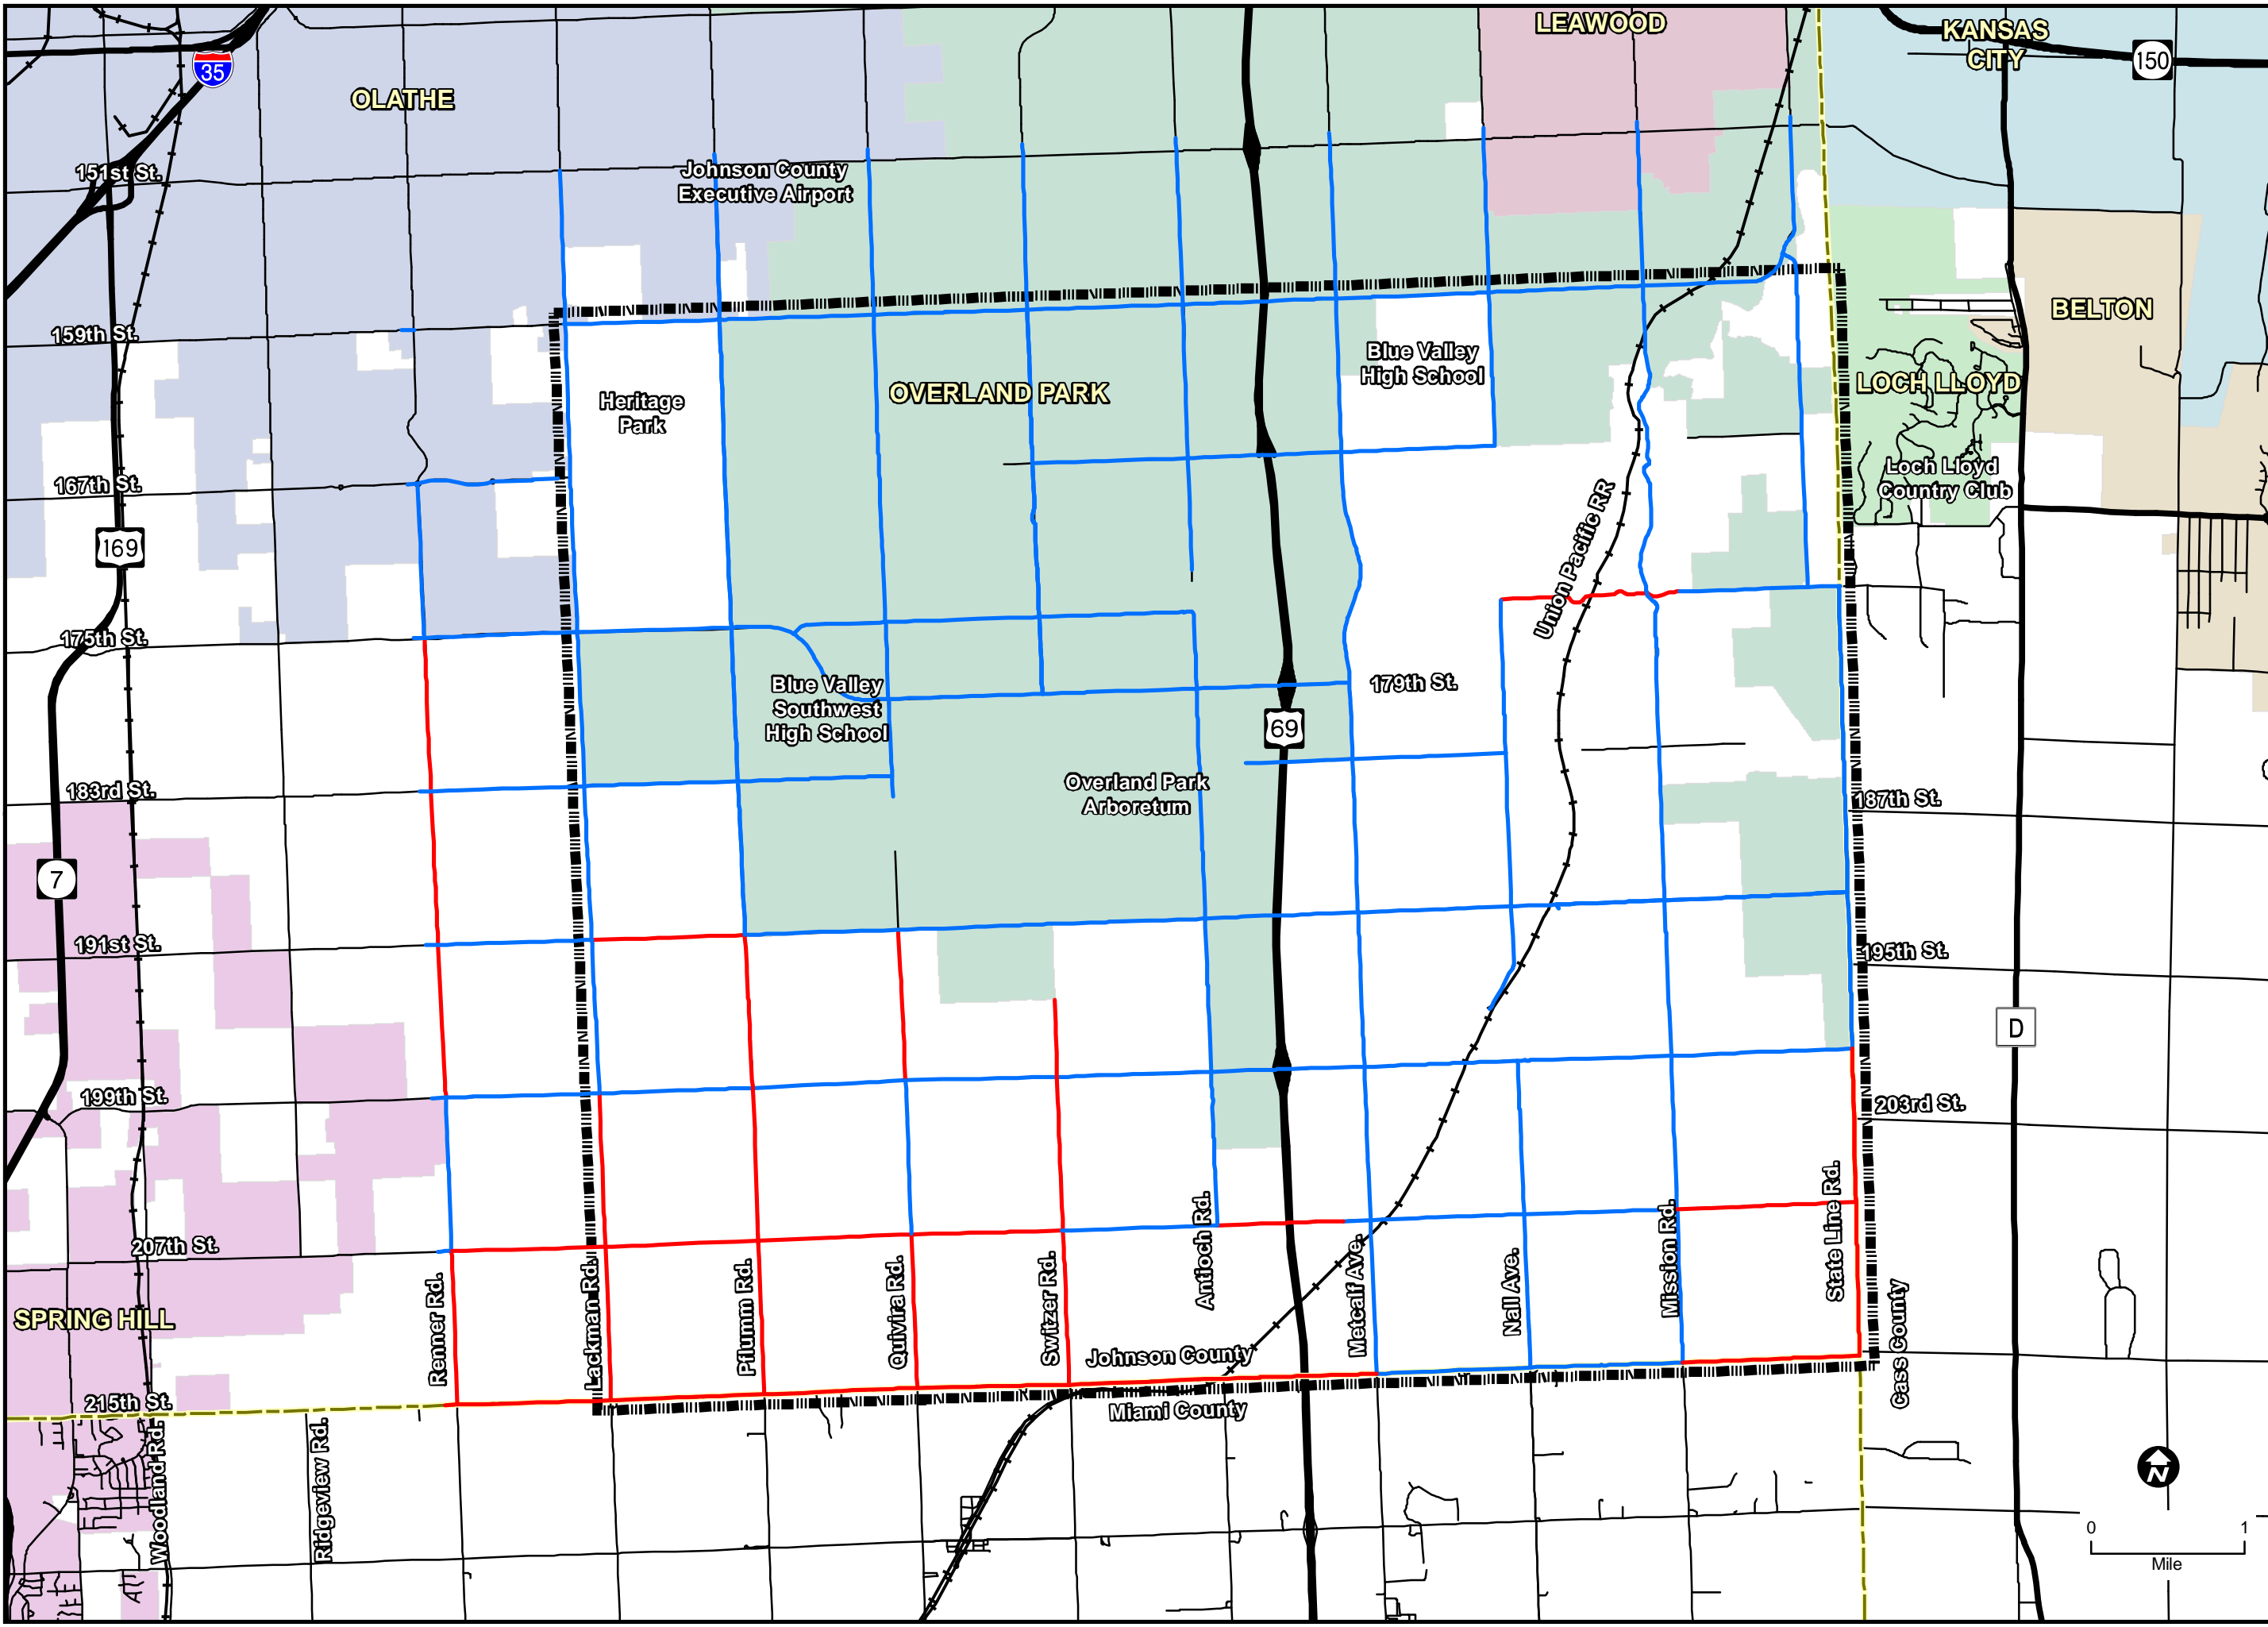 LEAWOOD
KANSAS
CITY
150
35
OLATHE
151st St.
Johnson County
Executive Airport
159th St.
BELTON
Blue Valley
High School
LOCH LLOYD
Heritage
Park
OVERLAND PARK
167th St.
Loch Lloyd
Country Club
169
Union Pacific RR
175th St.
179th St.
Blue Valley
Southwest
High School
69
Overland Park
Arboretum
183rd St.
187th St.
7
191st St.
195th St.
D
199th St.
203rd St.
207th St.
SPRING HILL
Renner Rd.
Lackman Rd.
Pflumm Rd.
Quivira Rd.
Switzer Rd.
Antioch Rd.
Metcalf Ave.
Nall Ave.
Mission Rd.
State Line Rd.
Cass County
Johnson County
Miami County
215th St.
Woodland Rd.
Ridgeview Rd.
N
0 1
Mile